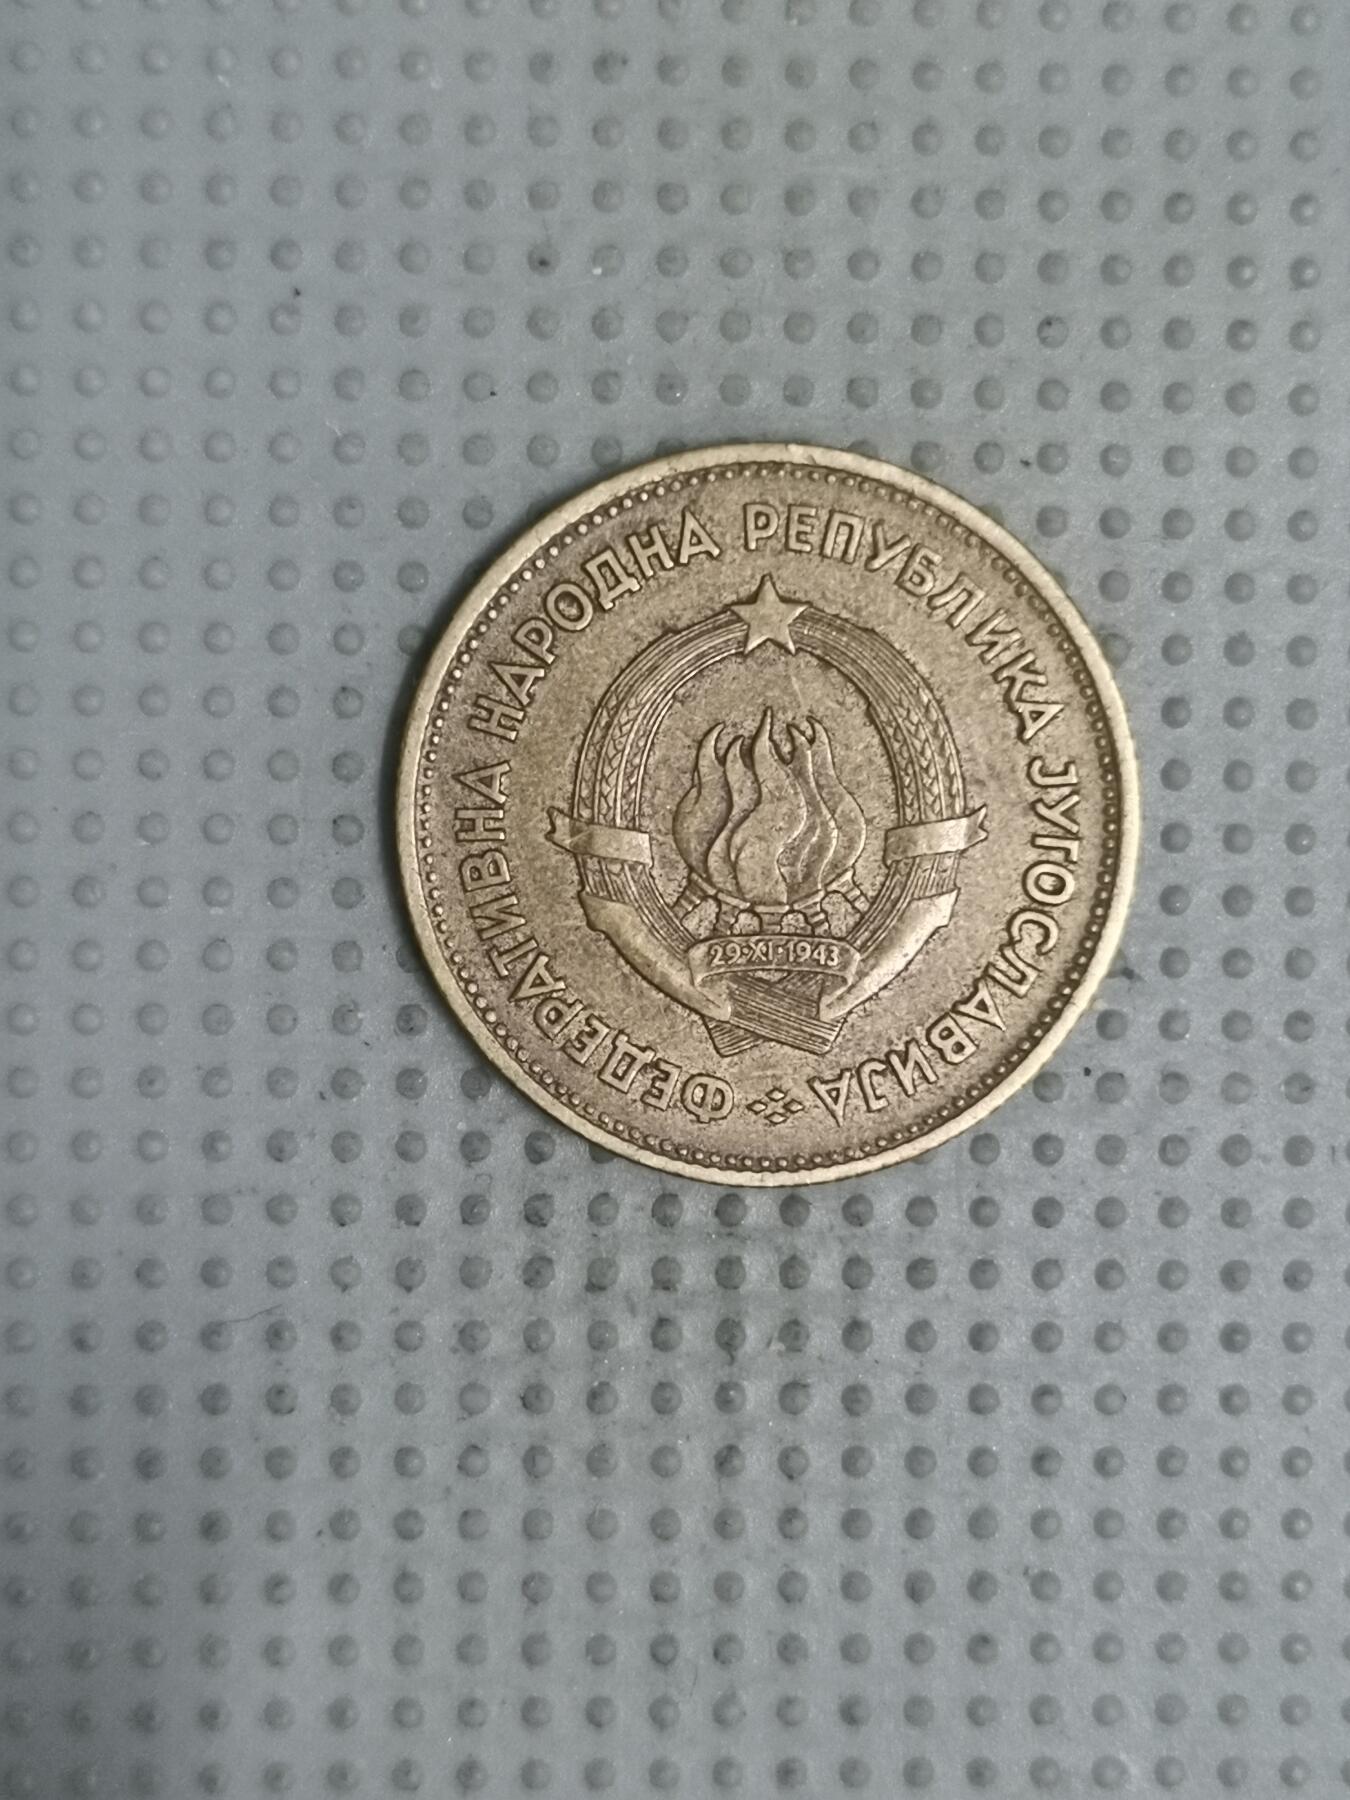 ФЕДЕРАТИВНА НАРОДНА РЕПУБЛИКА ЈУГОСЛАВИЈА
29·XI·1943